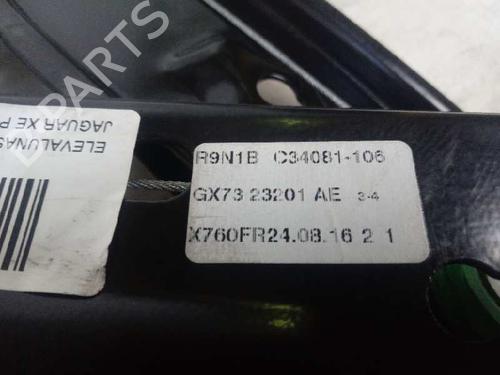 B-PARTS
ELEVALUNAS
JAGUAR XE P
R9N1B C34081-106
GX73 23201 AE 3-4
X760FR24.08.16 2 1